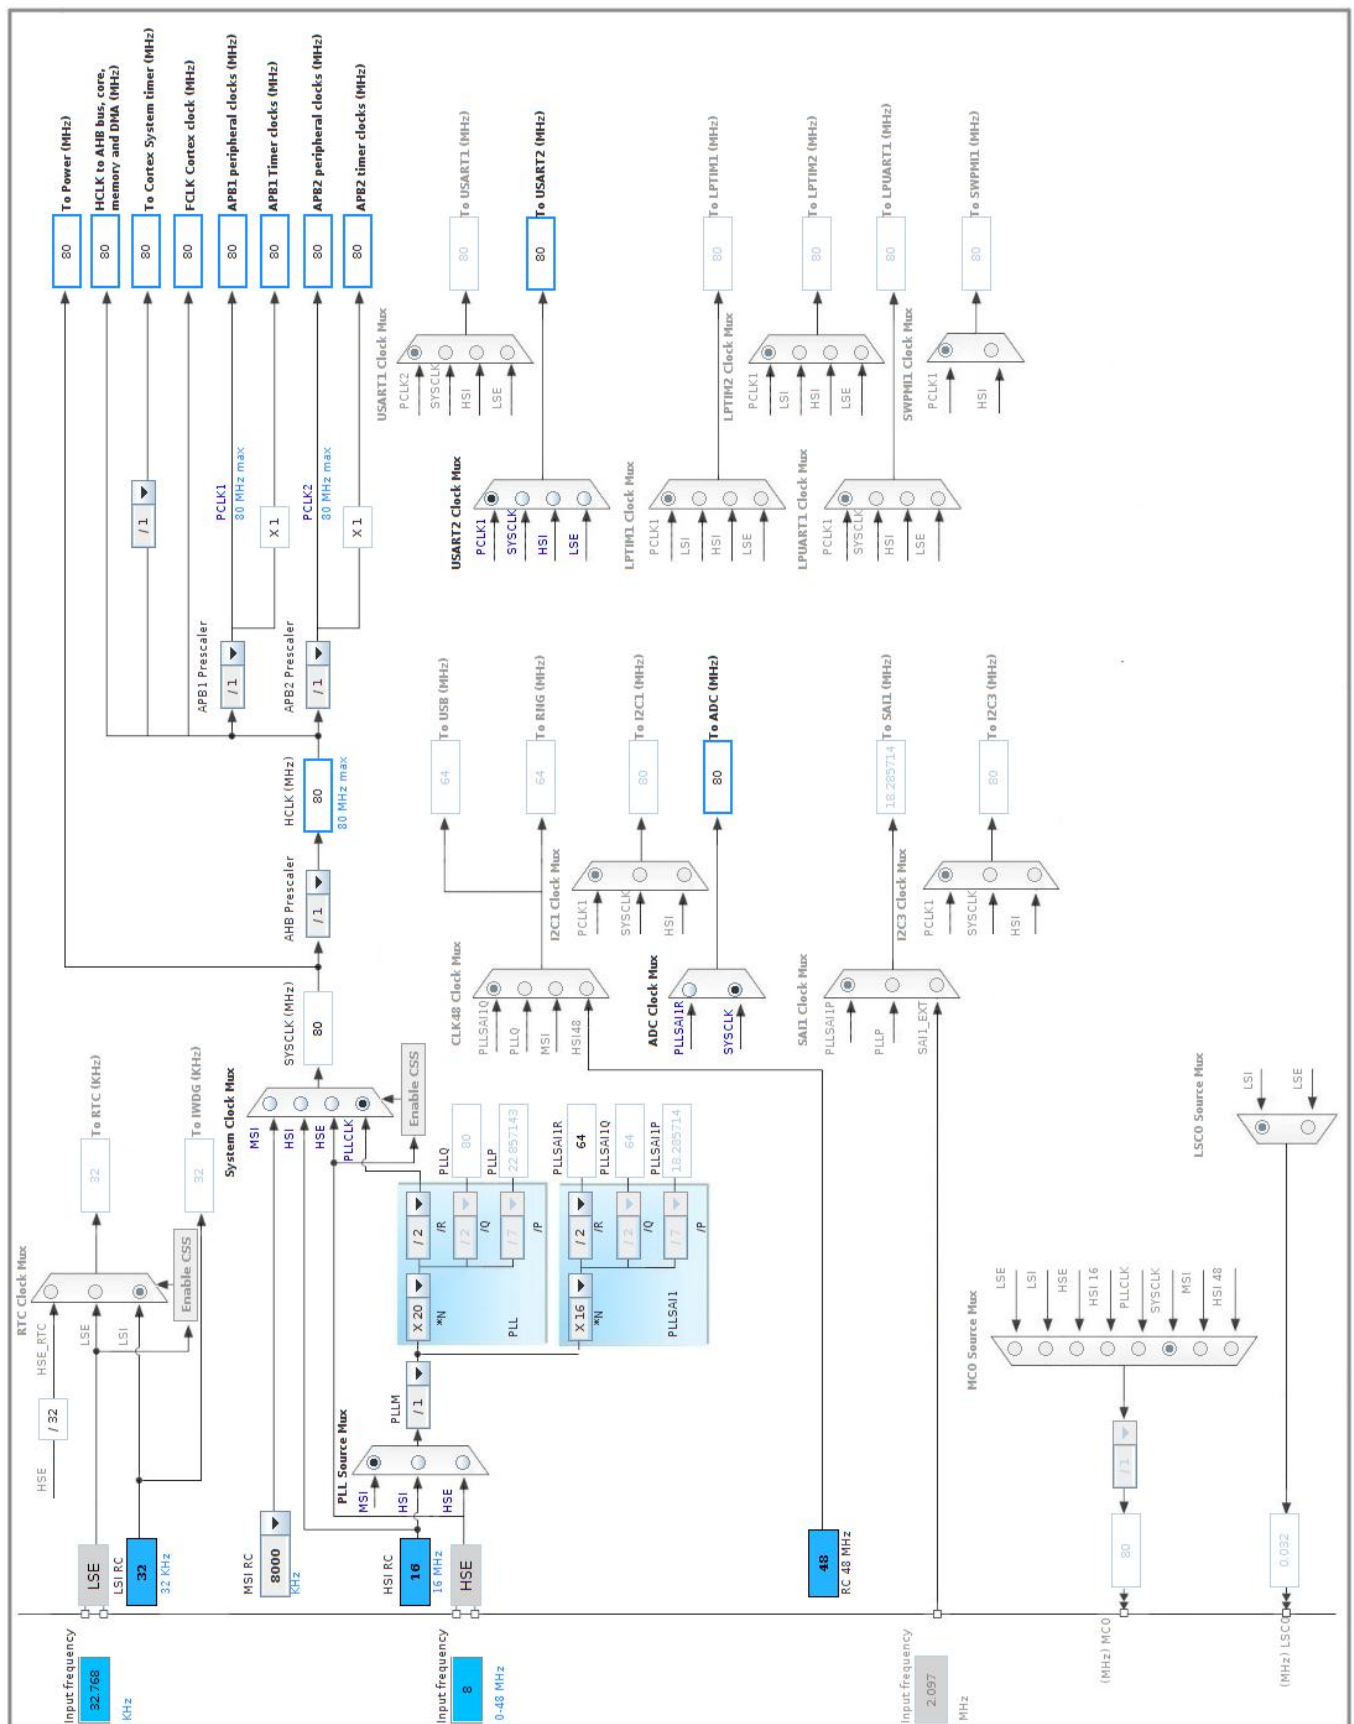 Input frequency
32.768
KHz
LSE
LSI RC
32
32 KHz
HSE
/ 32
HSE_RTC
LSE
LSI
RTC Clock Mux
Enable CSS
32
To RTC (KHz)
32
To IWDG (KHz)
MSI RC
8000
KHz
HSI RC
16
16 MHz
HSE
Input frequency
8
0-48 MHz
PLL Source Mux
MSI
HSI
HSE
PLLM
/ 1
X 20
*N
PLL
/ 2
/R
/ 2
/Q
/ 7
/P
PLLQ
80
PLLP
22.857143
X 16
*N
PLLSAI1
/ 2
/R
/ 2
/Q
/ 7
/P
PLLSAI1R
64
PLLSAI1Q
64
PLLSAI1P
18.285714
System Clock Mux
MSI
HSI
HSE
PLLCLK
Enable CSS
SYSCLK (MHz)
80
AHB Prescaler
/ 1
HCLK (MHz)
80
80 MHz max
APB1 Prescaler
/ 1
APB2 Prescaler
/ 1
/ 1
PCLK1
80 MHz max
X 1
PCLK2
80 MHz max
X 1
80
To Power (MHz)
80
HCLK to AHB bus, core,
memory and DMA (MHz)
80
To Cortex System timer (MHz)
80
FCLK Cortex clock (MHz)
80
APB1 peripheral clocks (MHz)
80
APB1 Timer clocks (MHz)
80
APB2 peripheral clocks (MHz)
80
APB2 timer clocks (MHz)
48
RC 48 MHz
CLK48 Clock Mux
PLLSAI1Q
PLLQ
MSI
HSI48
64
To USB (MHz)
64
To RNG (MHz)
I2C1 Clock Mux
PCLK1
SYSCLK
HSI
80
To I2C1 (MHz)
ADC Clock Mux
PLLSAI1R
SYSCLK
80
To ADC (MHz)
SAI1 Clock Mux
PLLSAI1P
PLLP
SAI1_EXT
18.285714
To SAI1 (MHz)
I2C3 Clock Mux
PCLK1
SYSCLK
HSI
80
To I2C3 (MHz)
USART1 Clock Mux
PCLK2
SYSCLK
HSI
LSE
80
To USART1 (MHz)
USART2 Clock Mux
PCLK1
SYSCLK
HSI
LSE
80
To USART2 (MHz)
LPTIM1 Clock Mux
PCLK1
LSI
HSI
LSE
80
To LPTIM1 (MHz)
LPTIM2 Clock Mux
PCLK1
LSI
HSI
LSE
80
To LPTIM2 (MHz)
LPUART1 Clock Mux
PCLK1
SYSCLK
HSI
LSE
80
To LPUART1 (MHz)
SWPMI1 Clock Mux
PCLK1
HSI
80
To SWPMI1 (MHz)
Input frequency
2.097
MHz
MCO Source Mux
LSE
LSI
HSE
HSI 16
PLLCLK
SYSCLK
MSI
HSI 48
/ 1
80
(MHz) MCO
LSCO Source Mux
LSI
LSE
0.032
(MHz) LSCO